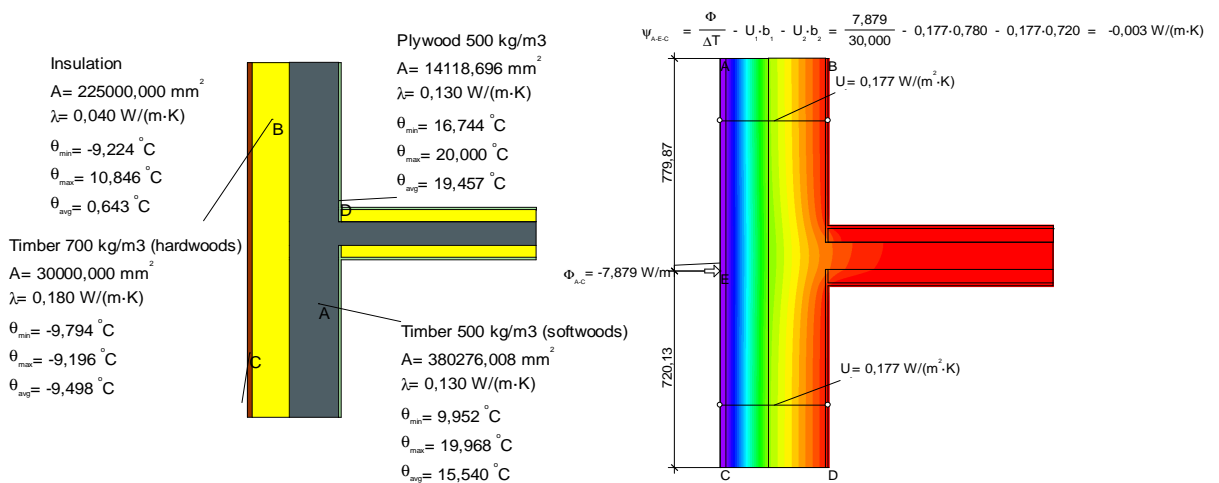 Insulation
A= 225000,000 mm²
λ= 0,040 W/(m·K)
θmin= -9,224 °C
θmax= 10,846 °C
θavg= 0,643 °C
Plywood 500 kg/m3
A= 14118,696 mm²
λ= 0,130 W/(m·K)
θmin= 16,744 °C
θmax= 20,000 °C
θavg= 19,457 °C
B
D
A
C
Timber 700 kg/m3 (hardwoods)
A= 30000,000 mm²
λ= 0,180 W/(m·K)
θmin= -9,794 °C
θmax= -9,196 °C
θavg= -9,498 °C
Timber 500 kg/m3 (softwoods)
A= 380276,008 mm²
λ= 0,130 W/(m·K)
θmin= 9,952 °C
θmax= 19,968 °C
θavg= 15,540 °C
ψA-E-C = Φ/ΔT - U₁·b₁ - U₂·b₂ = 7,879/30,000 - 0,177·0,780 - 0,177·0,720 = -0,003 W/(m·K)
A
B
U= 0,177 W/(m²·K)
779,87
ΦA-C= -7,879 W/m
E
720,13
U= 0,177 W/(m²·K)
C
D